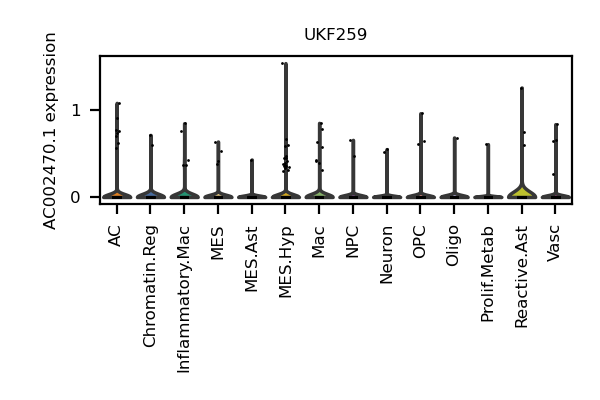 UKF259
AC002470.1 expression
1
0
AC
Chromatin.Reg
Inflammatory.Mac
MES
MES.Ast
MES.Hyp
Mac
NPC
Neuron
OPC
Oligo
Prolif.Metab
Reactive.Ast
Vasc